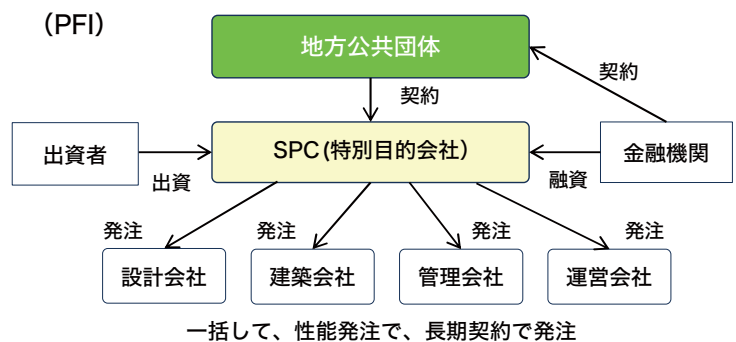 (PFI)
地方公共団体
契約
契約
出資者
出資
SPC(特別目的会社）
融資
金融機関
発注
発注
発注
発注
設計会社
建築会社
管理会社
運営会社
一括して、性能発注で、長期契約で発注